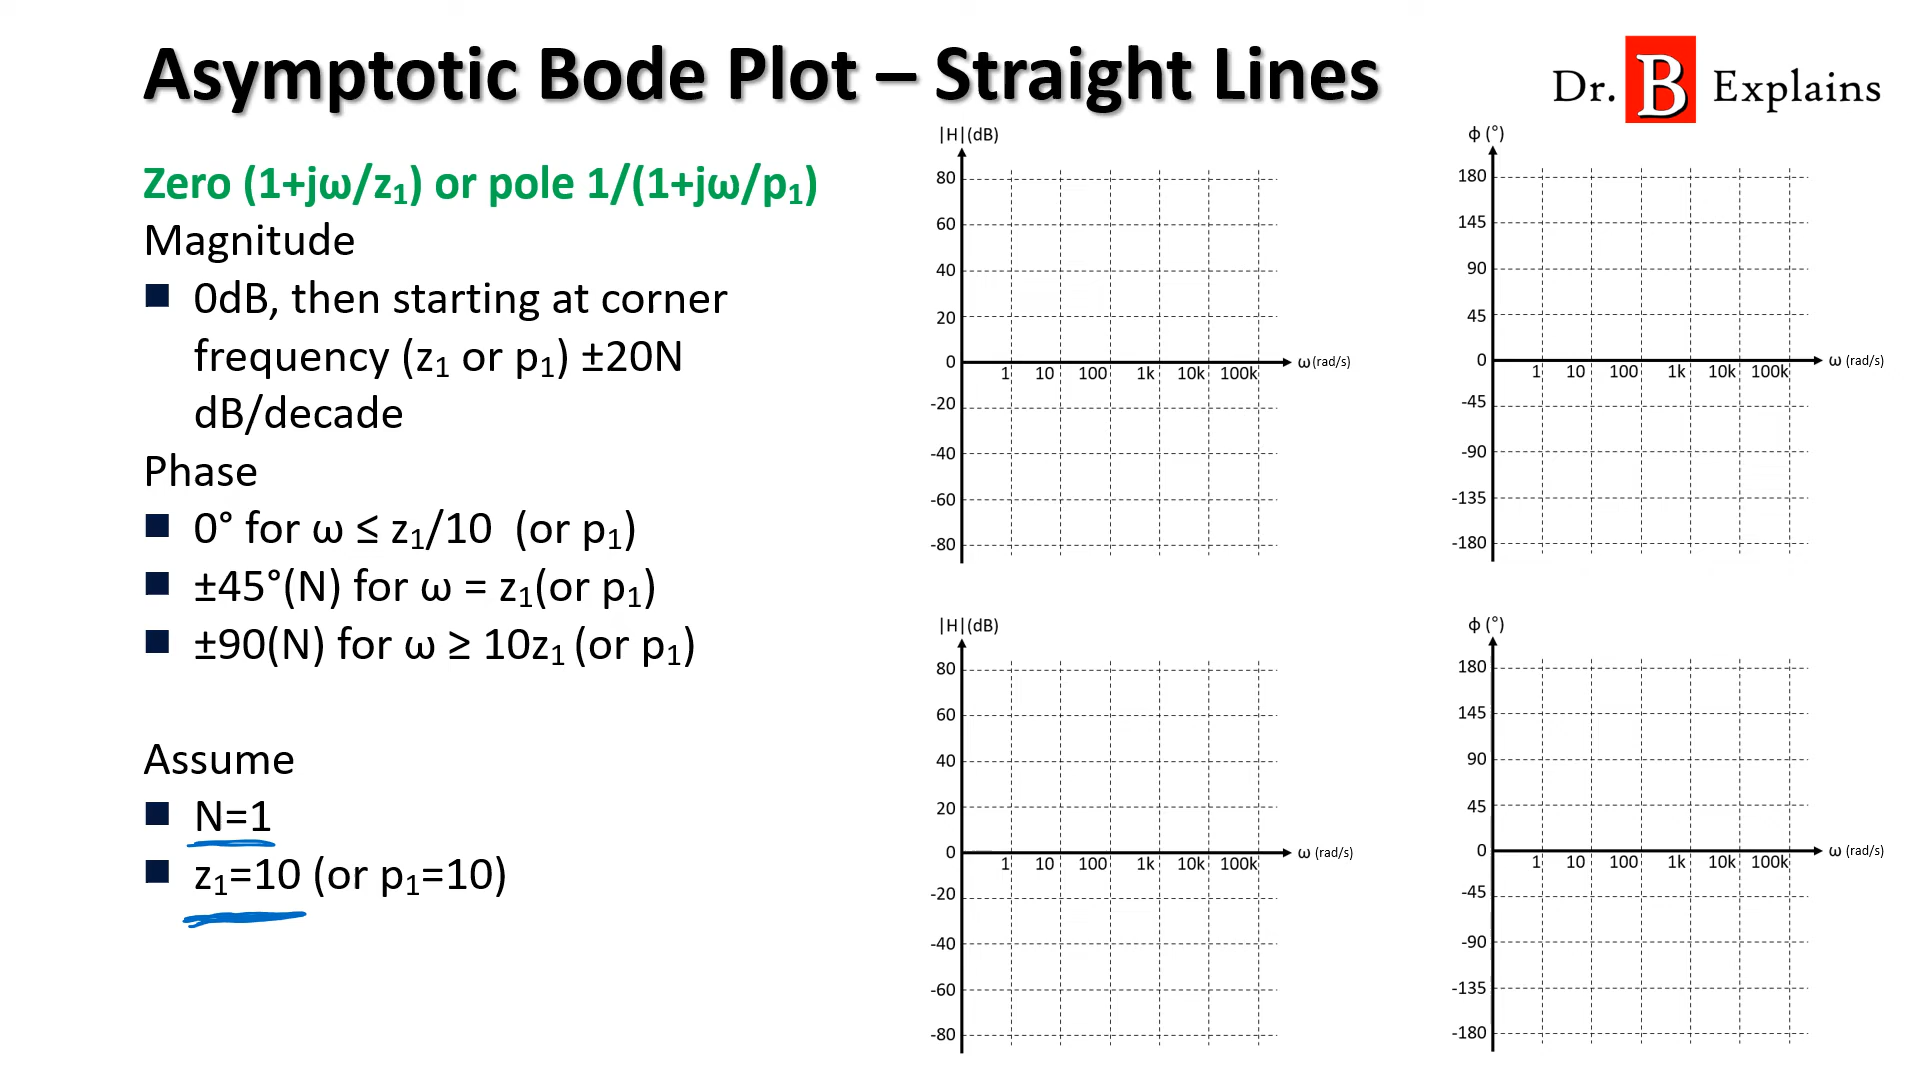 Asymptotic Bode Plot – Straight Lines
Dr. B Explains
Zero (1+jω/z₁) or pole 1/(1+jω/p₁)
Magnitude
0dB, then starting at corner
frequency (z₁ or p₁) ±20N
dB/decade
Phase
0° for ω ≤ z₁/10 (or p₁)
±45°(N) for ω = z₁(or p₁)
±90(N) for ω ≥ 10z₁ (or p₁)
Assume
N=1
z₁=10 (or p₁=10)
|H|(dB)
80
60
40
20
0
1 10 100 1k 10k 100k
ω(rad/s)
-20
-40
-60
-80
ϕ (°)
180
145
90
45
0
1 10 100 1k 10k 100k
ω (rad/s)
-45
-90
-135
-180
|H|(dB)
80
60
40
20
0
1 10 100 1k 10k 100k
ω (rad/s)
-20
-40
-60
-80
ϕ (°)
180
145
90
45
0
1 10 100 1k 10k 100k
ω (rad/s)
-45
-90
-135
-180